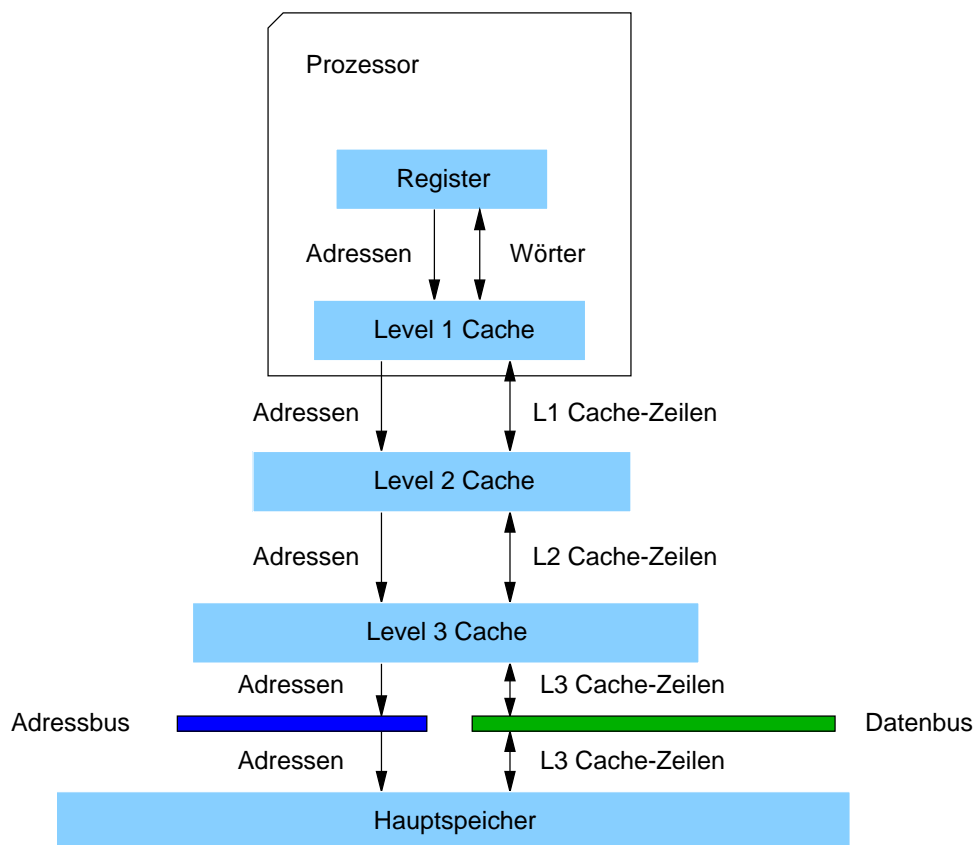 Prozessor
Register
Adressen
Wörter
Level 1 Cache
Adressen
L1 Cache-Zeilen
Level 2 Cache
Adressen
L2 Cache-Zeilen
Level 3 Cache
Adressen
L3 Cache-Zeilen
Adressbus
Datenbus
Adressen
L3 Cache-Zeilen
Hauptspeicher